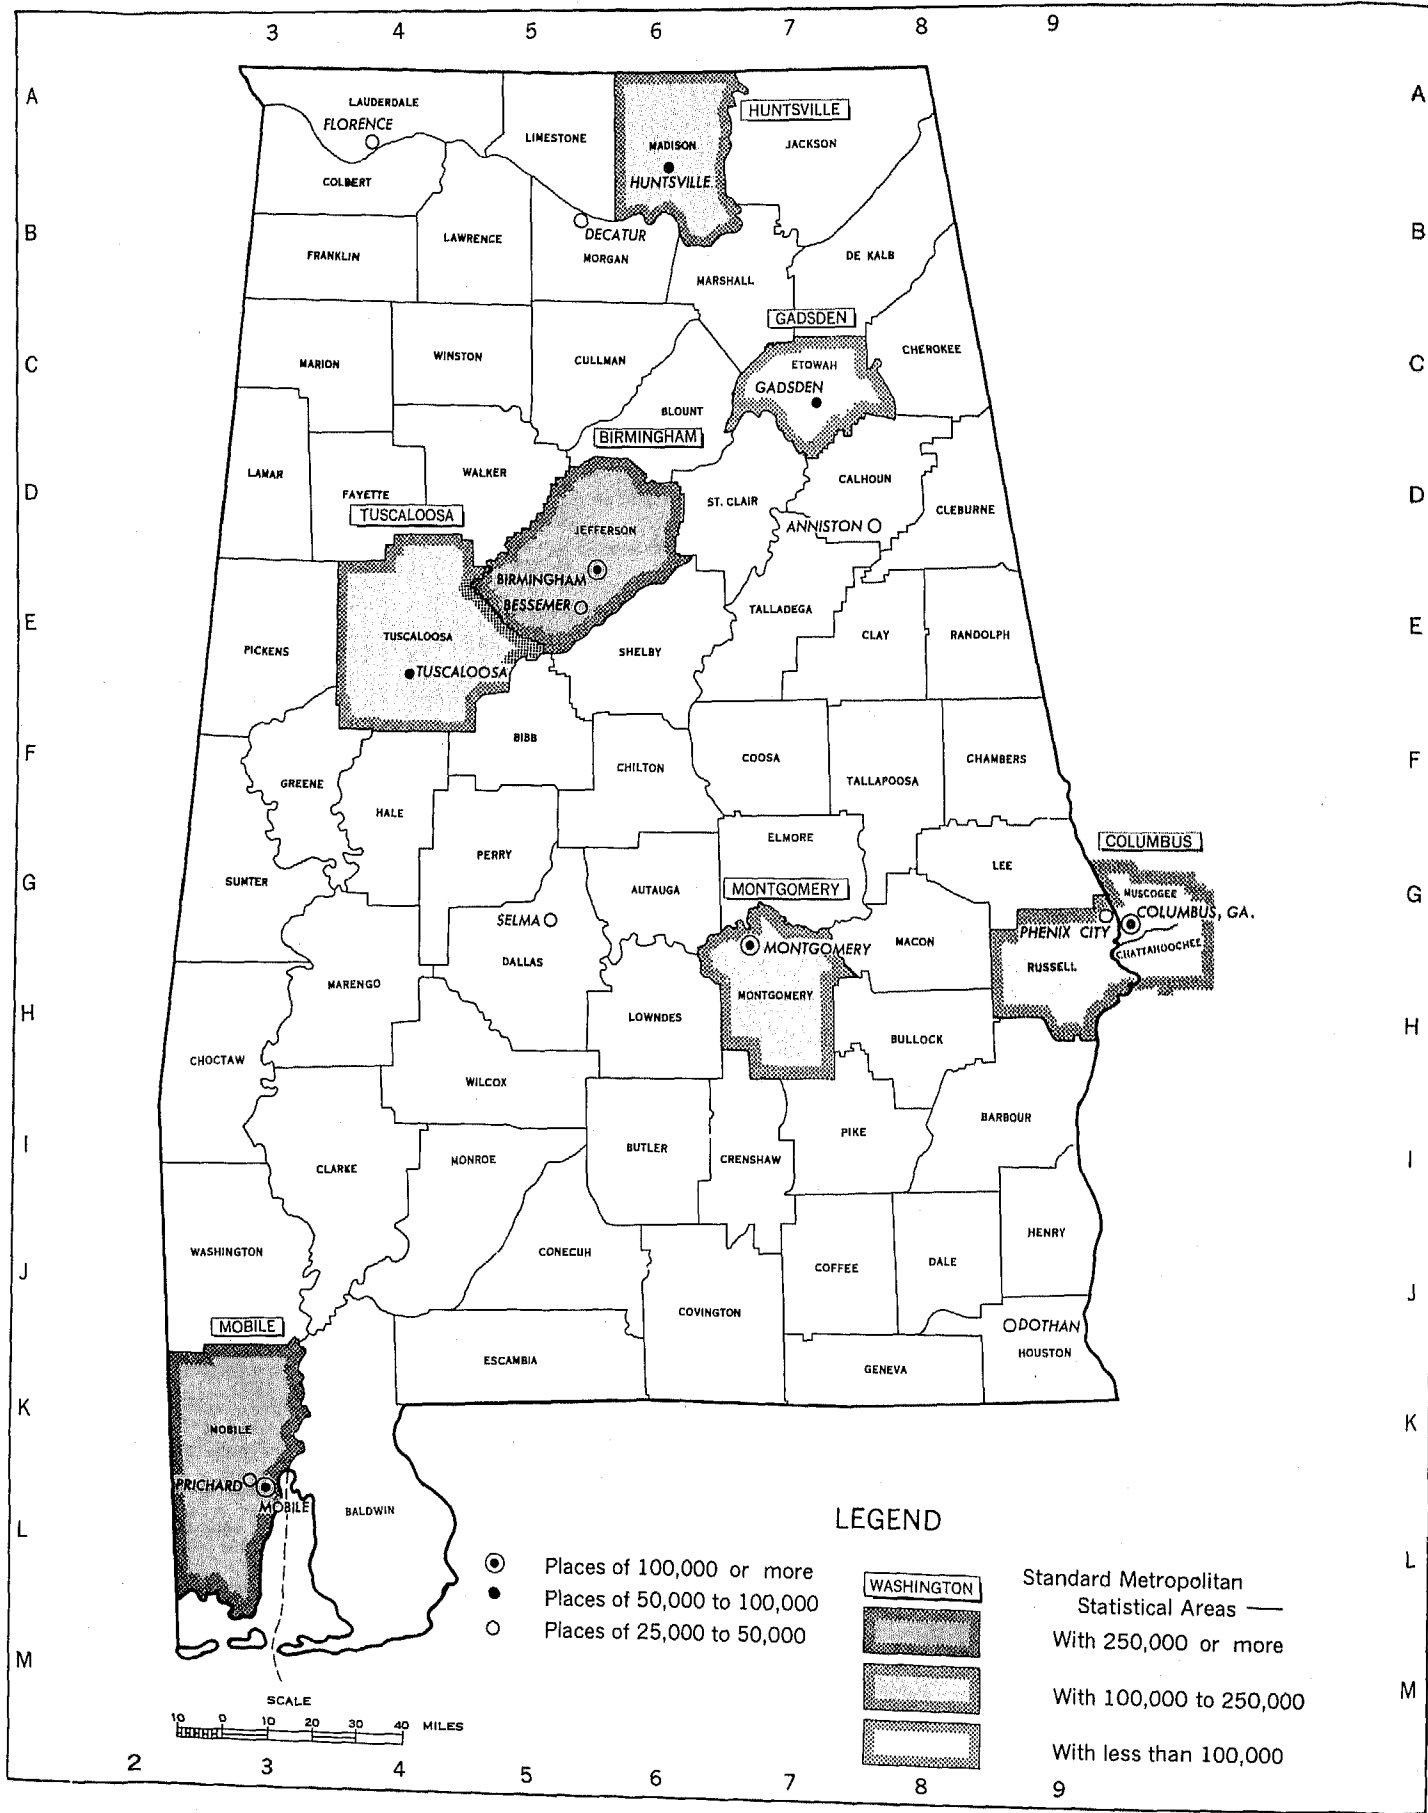 3 4 5 6 7 8 9
A A
LAUDERDALE
FLORENCE
LIMESTONE
MADISON
HUNTSVILLE
HUNTSVILLE
JACKSON
COLBERT
B B
FRANKLIN
LAWRENCE
DECATUR
MORGAN
MARSHALL
DE KALB
GADSDEN
C C
MARION
WINSTON
CULLMAN
ETOWAH
GADSDEN
CHEROKEE
BLOUNT
BIRMINGHAM
D D
LAMAR
FAYETTE
WALKER
TUSCALOOSA
JEFFERSON
ST. CLAIR
CALHOUN
ANNISTON
CLEBURNE
BIRMINGHAM
BESSEMER
E E
PICKENS
TUSCALOOSA
TUSCALOOSA
SHELBY
TALLADEGA
CLAY
RANDOLPH
F F
GREENE
BIBB
CHILTON
COOSA
TALLAPOOSA
CHAMBERS
HALE
PERRY
ELMORE
LEE
COLUMBUS
G G
SUMTER
AUTAUGA
MONTGOMERY
MUSCOGEE
COLUMBUS, GA.
SELMA
DALLAS
MONTGOMERY
MACON
PHENIX CITY
RUSSELL
CHATTAHOOCHEE
H H
MARENGO
LOWNDES
MONTGOMERY
BULLOCK
CHOCTAW
WILCOX
BARBOUR
I I
CLARKE
MONROE
BUTLER
CRENSHAW
PIKE
J J
WASHINGTON
CONECUH
COVINGTON
COFFEE
DALE
HENRY
MOBILE
ESCAMBIA
GENEVA
DOTHAN
HOUSTON
K K
MOBILE
PRICHARD
MOBILE
BALDWIN
L L
LEGEND
Places of 100,000 or more
Places of 50,000 to 100,000
Places of 25,000 to 50,000
WASHINGTON
Standard Metropolitan
Statistical Areas —
With 250,000 or more
With 100,000 to 250,000
With less than 100,000
M M
SCALE
10 0 10 20 30 40 MILES
2 3 4 5 6 7 8 9